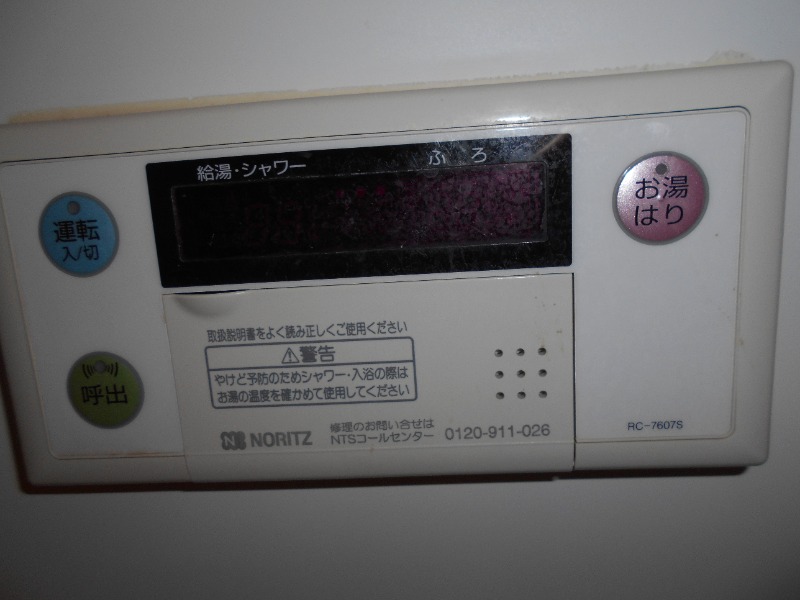 給湯・シャワー
ふろ
運転
入/切
お湯
はり
呼出
取扱説明書をよく読み正しくご使用ください
⚠警告
やけど予防のためシャワー・入浴の際は
お湯の温度を確かめて使用してください
NORITZ
修理のお問い合せは
NTSコールセンター 0120-911-026
RC-7607S